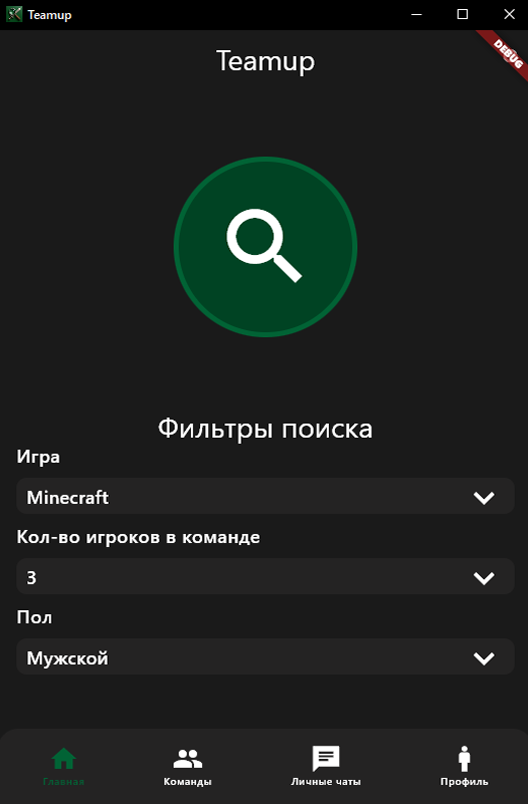 Teamup
Teamup
DEBUG
Фильтры поиска
Игра
Minecraft
Кол-во игроков в команде
3
Пол
Мужской
Главная
Команды
Личные чаты
Профиль